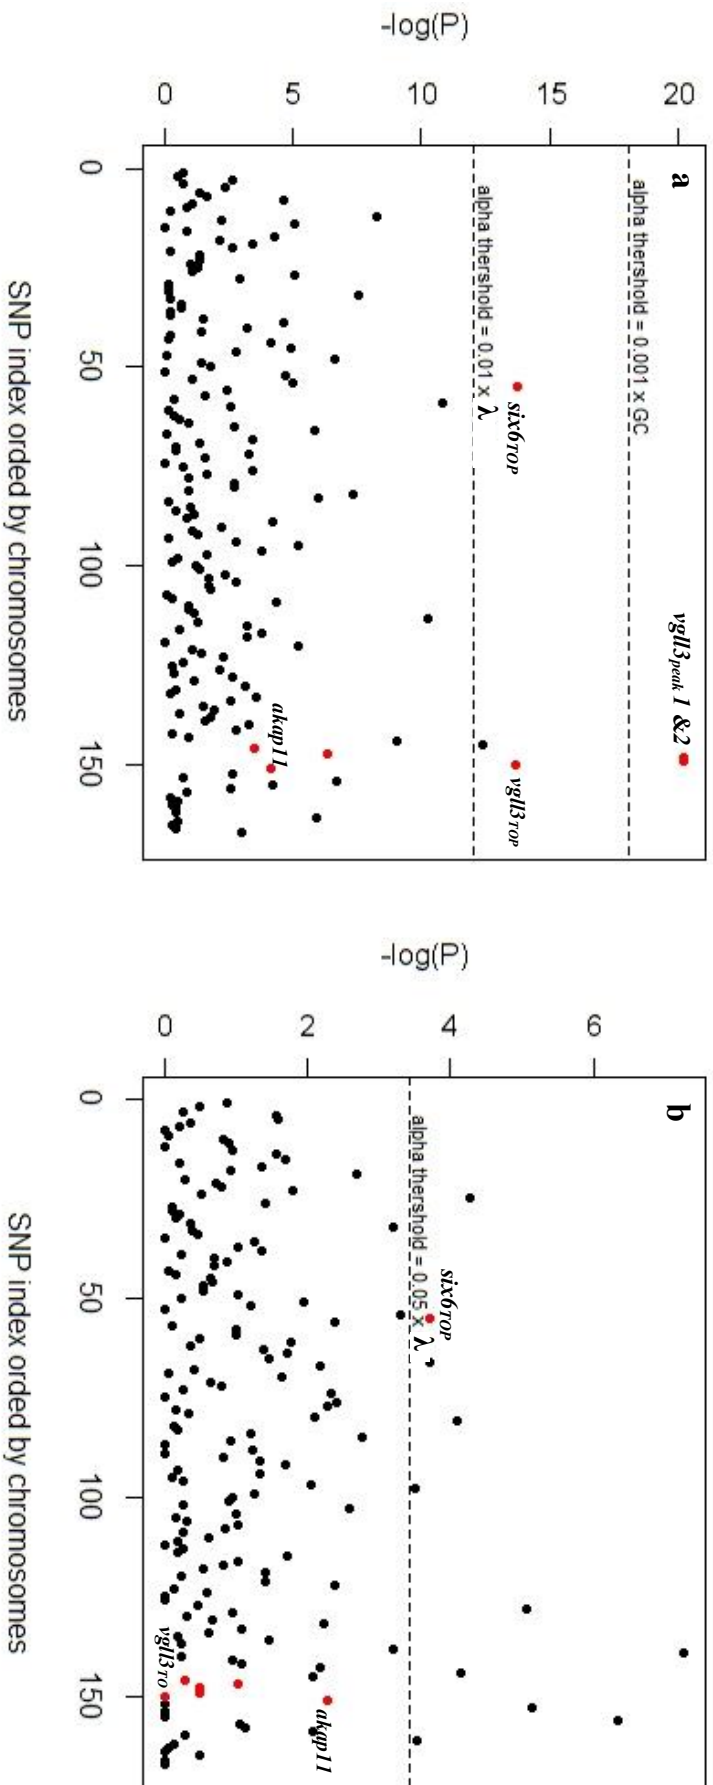 a
-log(P)
20
15
10
5
0
alpha thershold = 0.001 x GC
alpha thershold = 0.01 x λ
six6TOP
vgll3peak 1 &2
vgll3TOP
akap11
0
50
100
150
SNP index orded by chromosomes
b
-log(P)
6
4
2
0
alpha thershold = 0.05 x λ
six6TOP
akap11
vgll3TO
0
50
100
150
SNP index orded by chromosomes